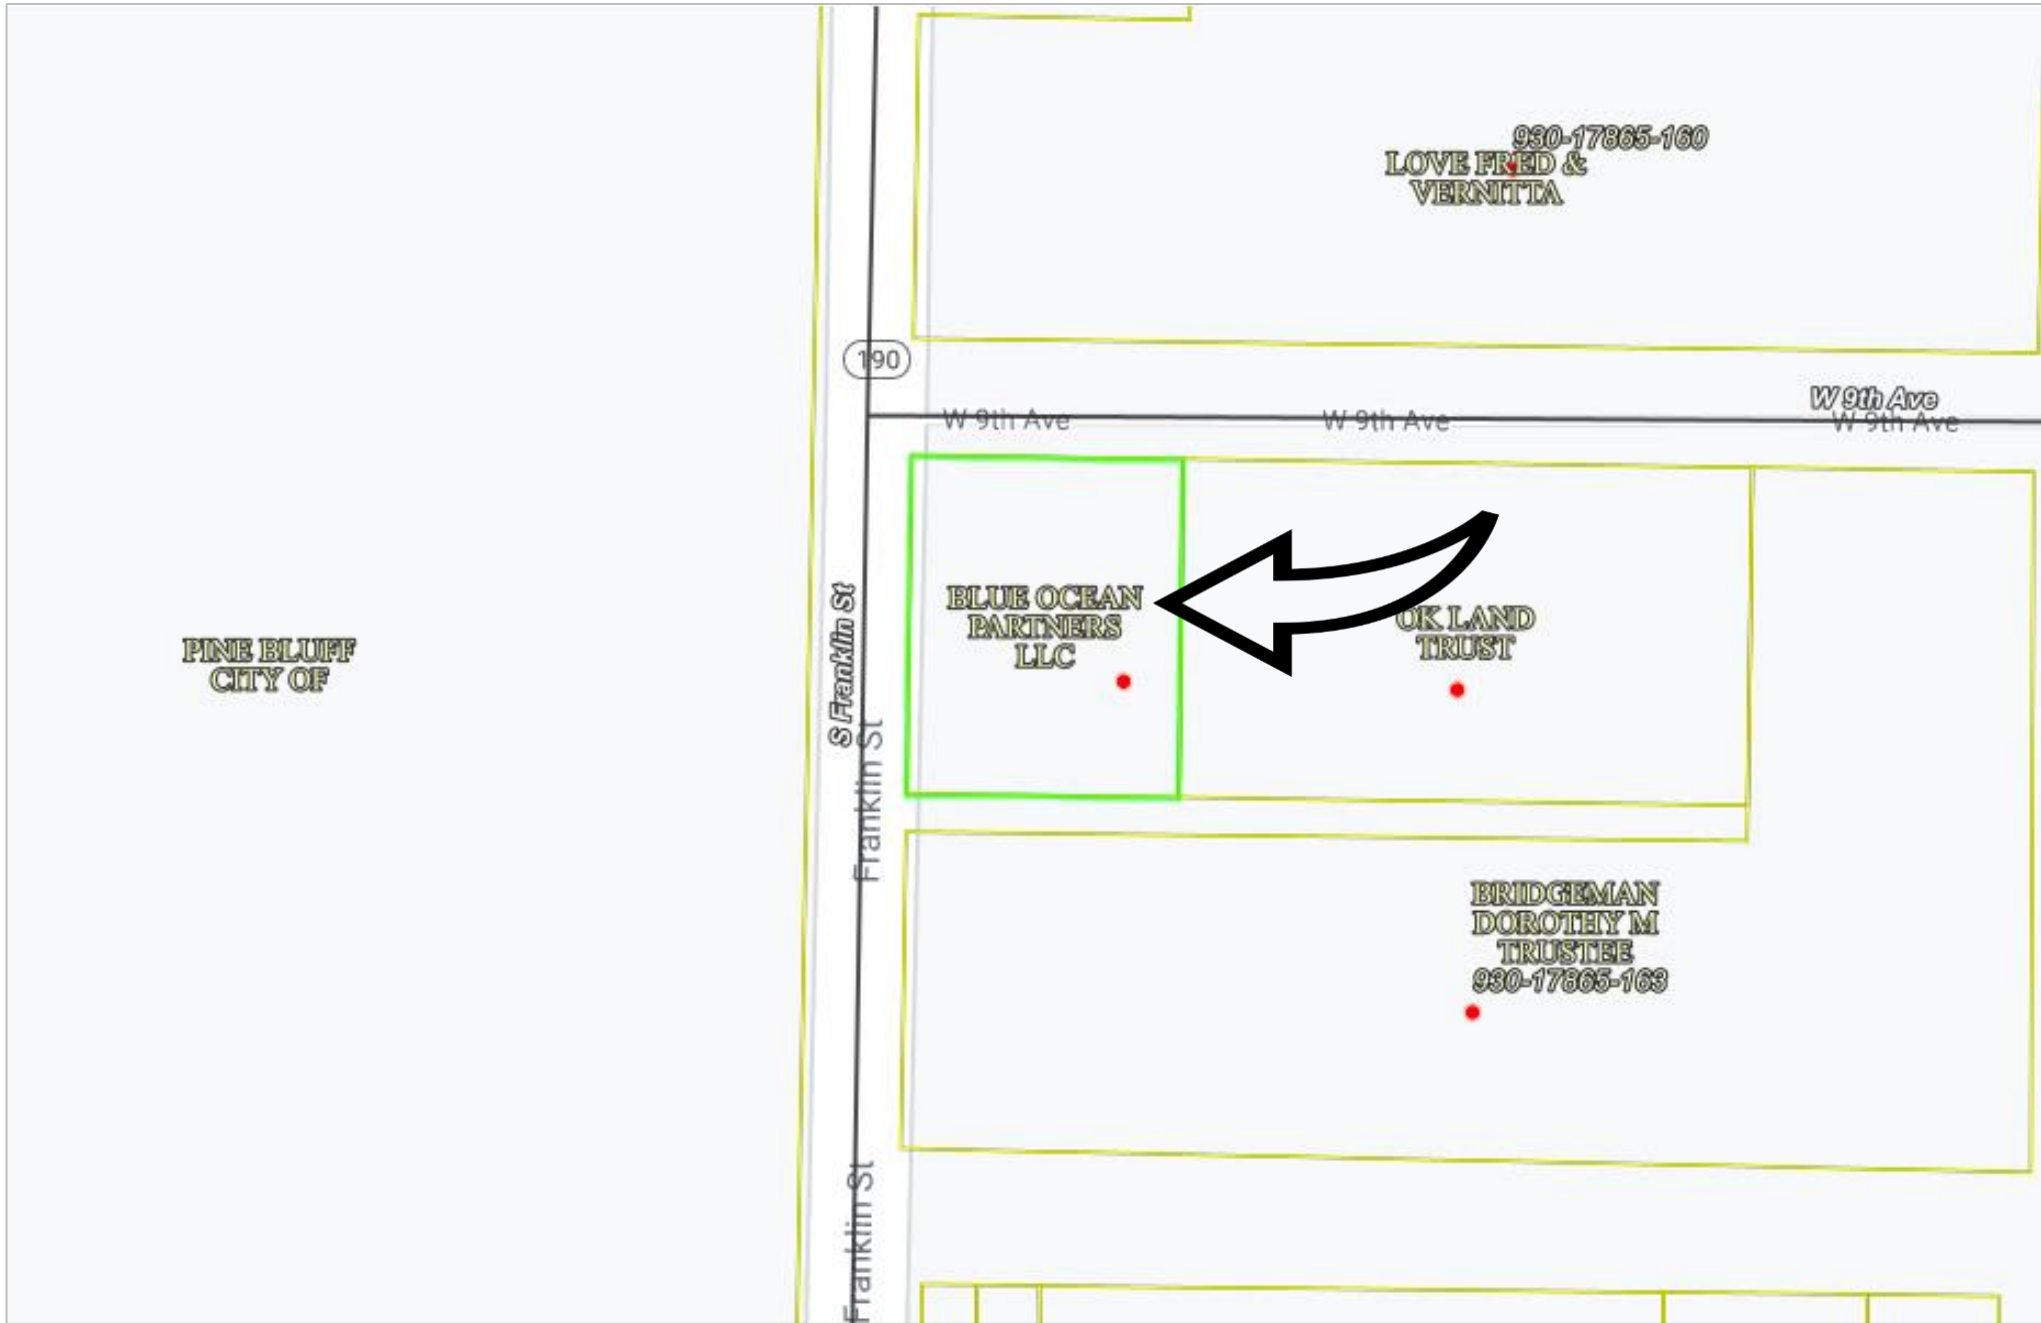 930-17865-160
LOVE FRED &
VERNITTA
190
W 9th Ave
W 9th Ave
W 9th Ave
W 9th Ave
S Franklin St
Franklin St
Franklin St
PINE BLUFF
CITY OF
BLUE OCEAN
PARTNERS
LLC
OK LAND
TRUST
BRIDGEMAN
DOROTHY M
TRUSTEE
930-17865-163